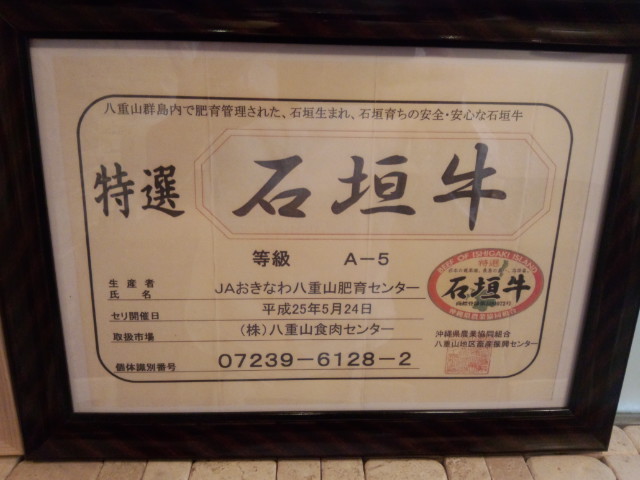 八重山群島内で肥育管理された、石垣生まれ、石垣育ちの安全・安心な石垣牛
特選 石垣牛
等級 A-5
生産者氏名 JAおきなわ八重山肥育センター
セリ開催日 平成25年5月24日
取扱市場 (株)八重山食肉センター
個体識別番号 07239-6128-2
BEEF OF ISHIGAKI ISLAND
特選
石垣牛
沖縄県農業協同組合
八重山地区畜産振興センター